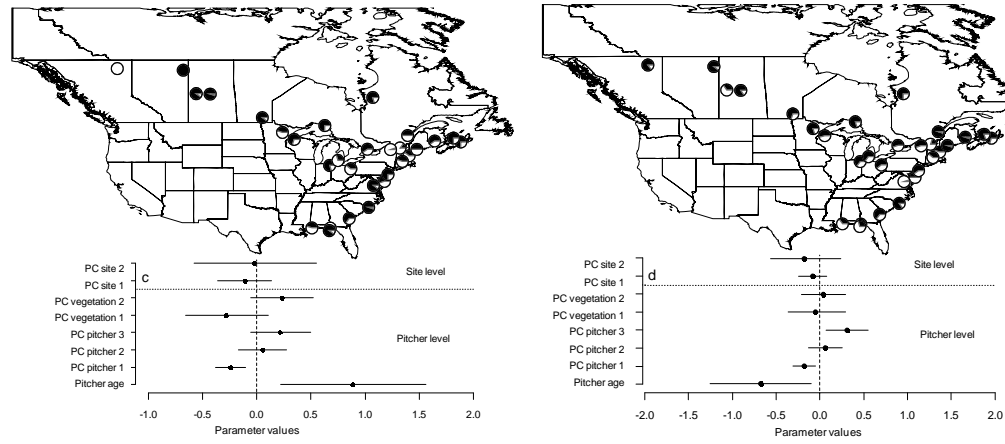 c
PC site 2
PC site 1
PC vegetation 2
PC vegetation 1
PC pitcher 3
PC pitcher 2
PC pitcher 1
Pitcher age
Site level
Pitcher level
-1.0 -0.5 0.0 0.5 1.0 1.5 2.0
Parameter values
d
PC site 2
PC site 1
PC vegetation 2
PC vegetation 1
PC pitcher 3
PC pitcher 2
PC pitcher 1
Pitcher age
Site level
Pitcher level
-2.0 -1.5 -1.0 -0.5 0.0 0.5 1.0 1.5 2.0
Parameter values